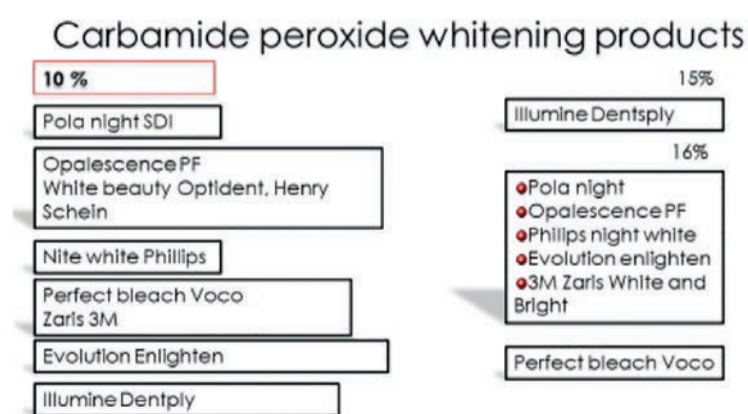 Carbamide peroxide whitening products
10 %
Pola night SDI
Opalescence PF
White beauty Optident, Henry
Schein
Nite white Phillips
Perfect bleach Voco
Zaris 3M
Evolution Enlighten
Illumine Dentply
15%
Illumine Dentsply
16%
Pola night
Opalescence PF
Philips night white
Evolution enlighten
3M Zaris White and
Bright
Perfect bleach Voco